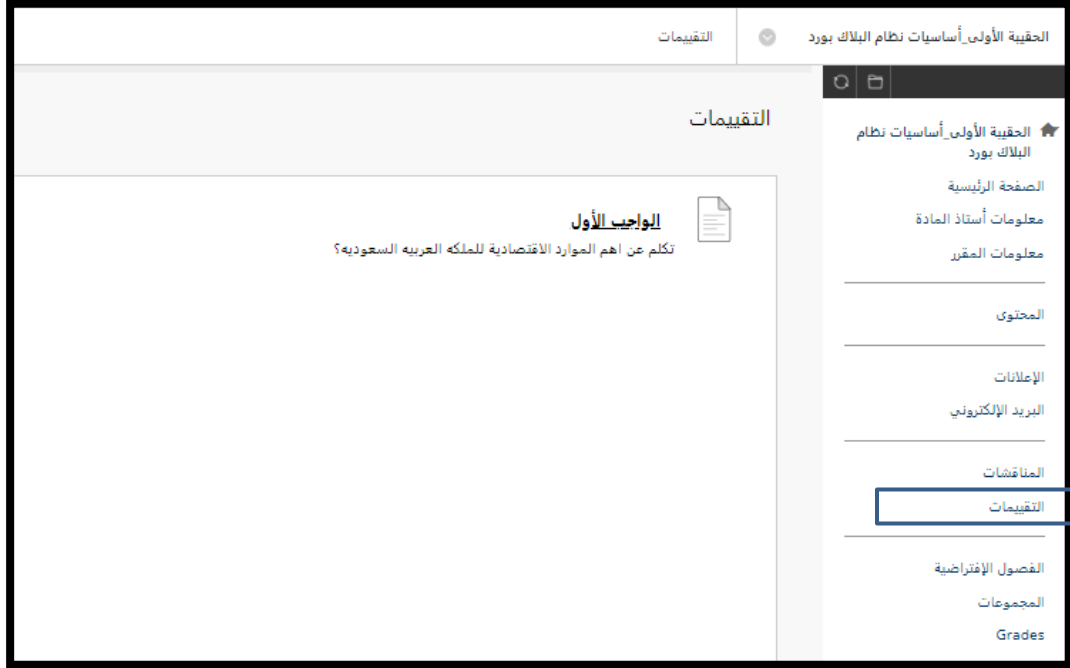 الحقيبة الأولى_أساسيات نظام البلاك بورد
التقييمات
الحقيبة الأولى_أساسيات نظام
البلاك بورد
الصفحة الرئيسية
معلومات أستاذ المادة
معلومات المقرر
المحتوى
الإعلانات
البريد الإلكتروني
المناقشات
التقييمات
الفصول الإفتراضية
المجموعات
Grades
التقييمات
الواجب الأول
تكلم عن اهم الموارد الاقتصادية للملكه العربيه السعوديه؟